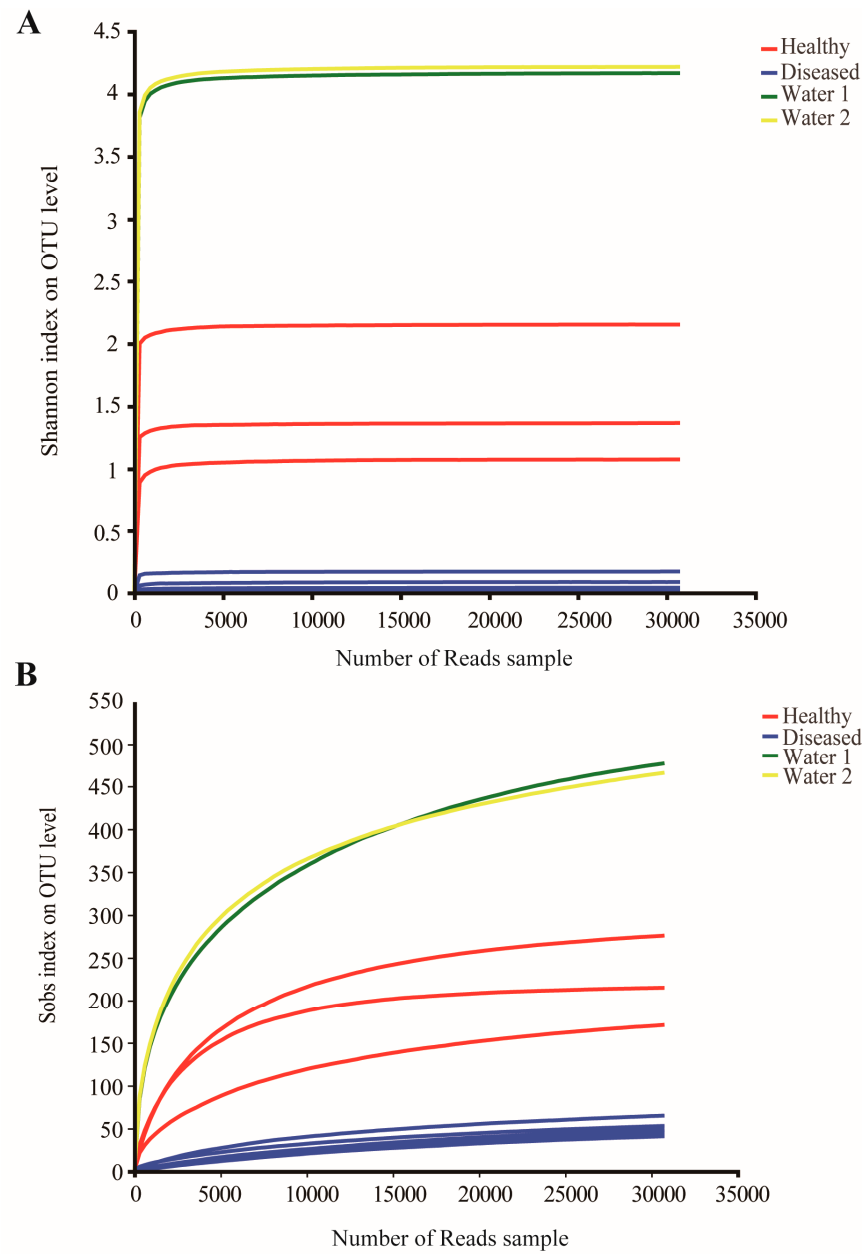 A
4.5
4
3.5
3
2.5
2
1.5
1
0.5
0
Shannon index on OTU level
0 5000 10000 15000 20000 25000 30000 35000
Number of Reads sample
Healthy
Diseased
Water 1
Water 2
B
550
500
450
400
350
300
250
200
150
100
50
0
Sobs index on OTU level
0 5000 10000 15000 20000 25000 30000 35000
Number of Reads sample
Healthy
Diseased
Water 1
Water 2